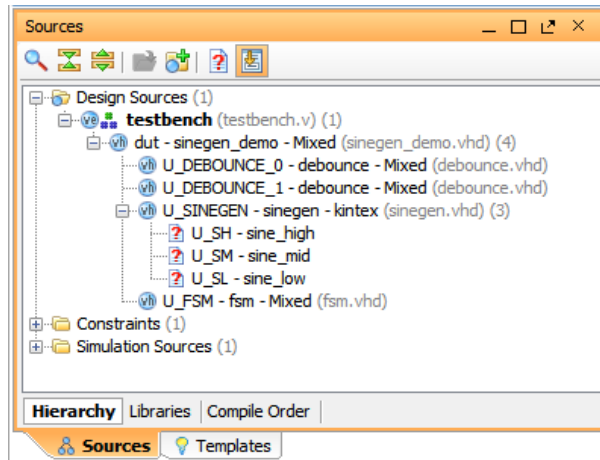 Sources
Design Sources (1)
testbench (testbench.v) (1)
dut - sinegen_demo - Mixed (sinegen_demo.vhd) (4)
U_DEBOUNCE_0 - debounce - Mixed (debounce.vhd)
U_DEBOUNCE_1 - debounce - Mixed (debounce.vhd)
U_SINEGEN - sinegen - kintex (sinegen.vhd) (3)
U_SH - sine_high
U_SM - sine_mid
U_SL - sine_low
U_FSM - fsm - Mixed (fsm.vhd)
Constraints (1)
Simulation Sources (1)
Hierarchy Libraries Compile Order
Sources Templates